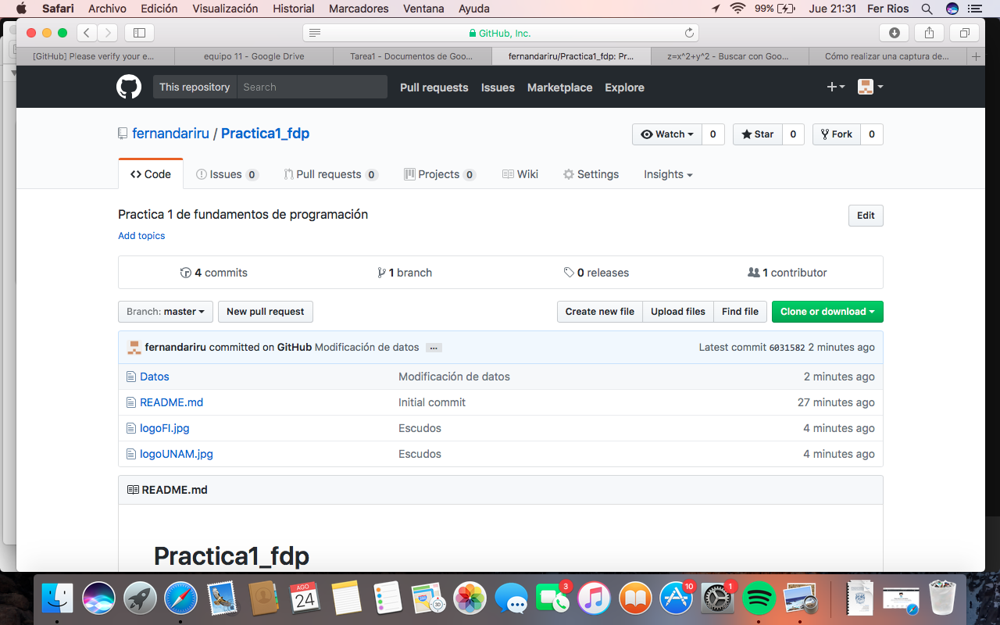 Safari Archivo Edición Visualización Historial Marcadores Ventana Ayuda 99% Jue 21:31 Fer Rios
GitHub, Inc.
[GitHub] Please verify your e... equipo 11 - Google Drive Tarea1 - Documentos de Goo... fernandariru/Practica1_fdp: Pr... z=x^2+y^2 - Buscar con Goo... Cómo realizar una captura de...
This repository Search Pull requests Issues Marketplace Explore
fernandariru / Practica1_fdp Watch 0 Star 0 Fork 0
Code Issues 0 Pull requests 0 Projects 0 Wiki Settings Insights
Practica 1 de fundamentos de programación Edit
Add topics
4 commits 1 branch 0 releases 1 contributor
Branch: master New pull request Create new file Upload files Find file Clone or download
fernandariru committed on GitHub Modificación de datos ... Latest commit 6031582 2 minutes ago
Datos Modificación de datos 2 minutes ago
README.md Initial commit 27 minutes ago
logoFI.jpg Escudos 4 minutes ago
logoUNAM.jpg Escudos 4 minutes ago
README.md
Practica1_fdp
AGO
24
3D
3
10
1